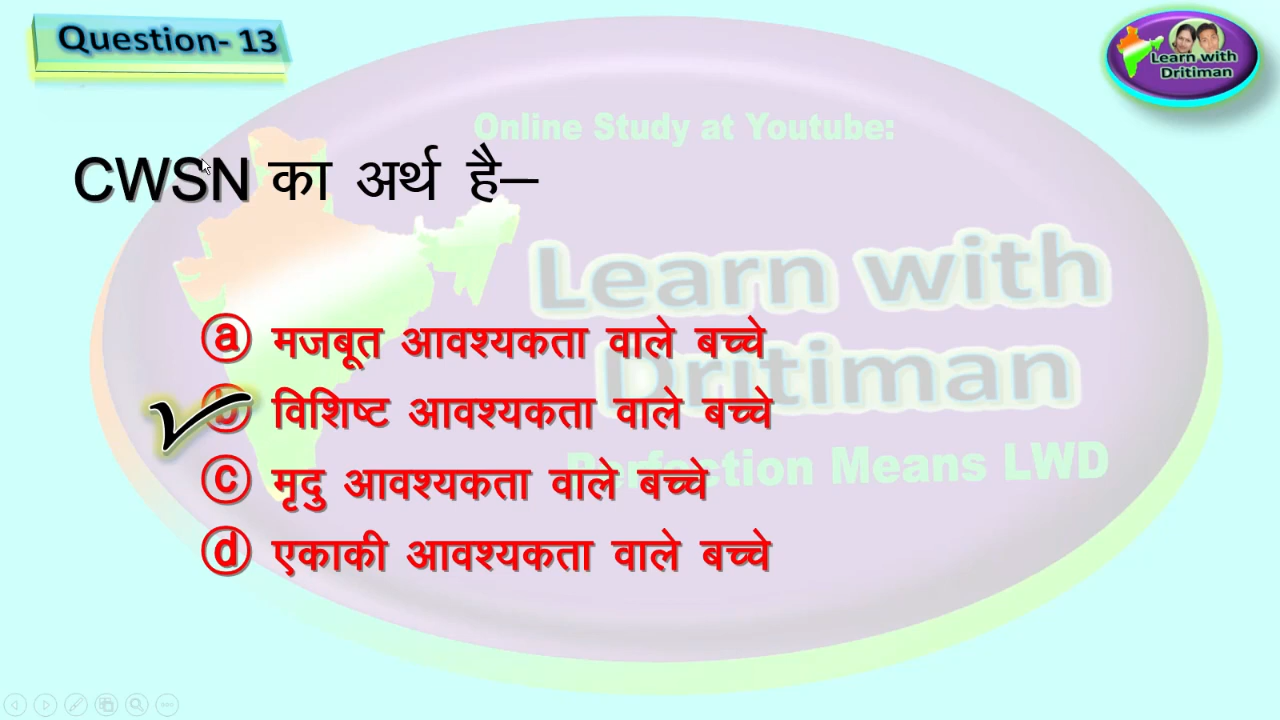 Question- 13
Learn with
Dritiman
Online Study at Youtube:
CWSN का अर्थ है–
Learn with
Dritiman
ⓐ मजबूत आवश्यकता वाले बच्चे
ⓑ विशिष्ट आवश्यकता वाले बच्चे
Perfection Means LWD
ⓒ मृदु आवश्यकता वाले बच्चे
ⓓ एकाकी आवश्यकता वाले बच्चे